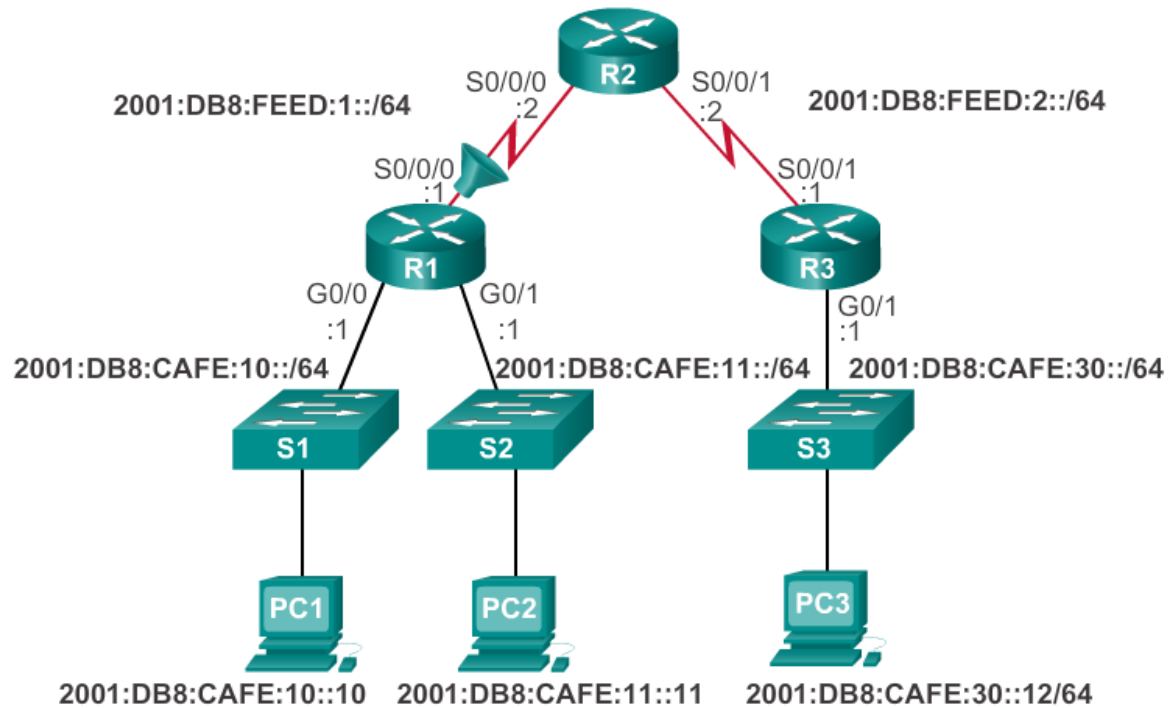 R2
S0/0/0
:2
S0/0/1
:2
2001:DB8:FEED:1::/64
2001:DB8:FEED:2::/64
S0/0/0
:1
S0/0/1
:1
R1
R3
G0/0
:1
G0/1
:1
G0/1
:1
2001:DB8:CAFE:10::/64
2001:DB8:CAFE:11::/64
2001:DB8:CAFE:30::/64
S1
S2
S3
PC1
PC2
PC3
2001:DB8:CAFE:10::10
2001:DB8:CAFE:11::11
2001:DB8:CAFE:30::12/64